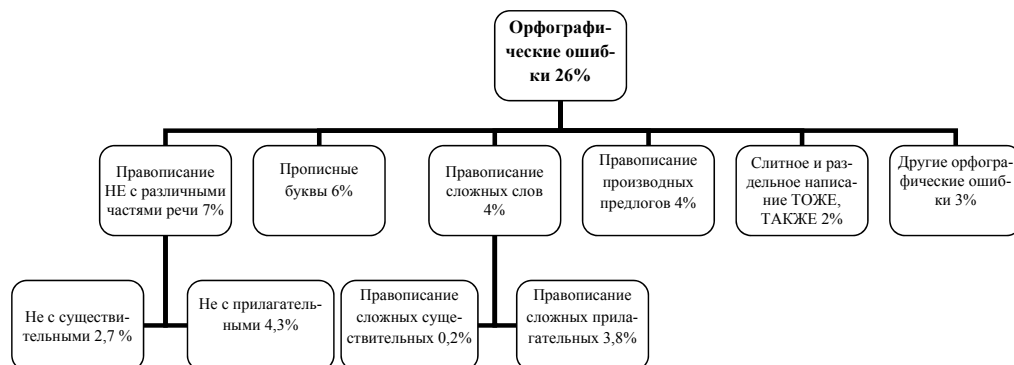 Орфографи-
ческие ошиб-
ки 26%
Правописание
НЕ с различными
частями речи 7%
Прописные
буквы 6%
Правописание
сложных слов
4%
Правописание
производных
предлогов 4%
Слитное и раз-
дельное написа-
ние ТОЖЕ,
ТАКЖЕ 2%
Другие орфогра-
фические ошиб-
ки 3%
Не с существи-
тельными 2,7 %
Не с прилагатель-
ными 4,3%
Правописание
сложных суще-
ствительных 0,2%
Правописание
сложных прила-
гательных 3,8%